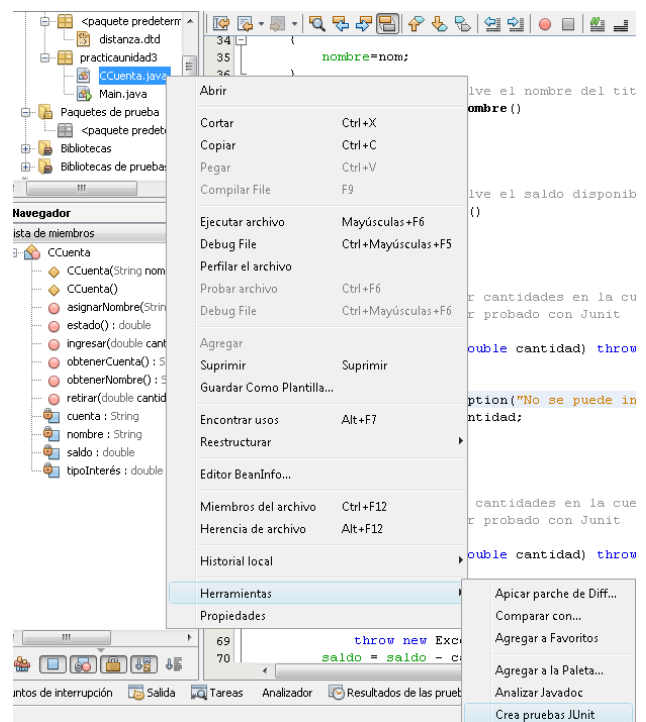 <paquete predeterm
distanza.dtd
practicaunidad3
CCuenta.java
Main.java
Paquetes de prueba
<paquete predete
Bibliotecas
Bibliotecas de pruebas
Navegador
ista de miembros
CCuenta
CCuenta(String nom
CCuenta()
asignarNombre(Strin
estado() : double
ingresar(double cant
obtenerCuenta() : S
obtenerNombre() : S
retirar(double cantid
cuenta : String
nombre : String
saldo : double
tipoInterés : double
34 {
35 nombre=nom;
36 }
lve el nombre del tit
ombre()
lve el saldo disponib
()
r cantidades en la cu
r probado con Junit
ouble cantidad) throw
ption("No se puede in
ntidad;
cantidades en la cue
r probado con Junit
ouble cantidad) throw
69 throw new Exce
70 saldo = saldo - ca
Abrir
Cortar Ctrl+X
Copiar Ctrl+C
Pegar Ctrl+V
Compilar File F9
Ejecutar archivo Mayúsculas+F6
Debug File Ctrl+Mayúsculas+F5
Perfilar el archivo
Probar archivo Ctrl+F6
Debug File Ctrl+Mayúsculas+F6
Agregar
Suprimir Suprimir
Guardar Como Plantilla...
Encontrar usos Alt+F7
Reestructurar
Editor BeanInfo...
Miembros del archivo Ctrl+F12
Herencia de archivo Alt+F12
Historial local
Herramientas
Propiedades
Apicar parche de Diff...
Comparar con...
Agregar a Favoritos
Agregar a la Paleta...
Analizar Javadoc
Crea pruebas JUnit
untos de interrupción Salida Tareas Analizador Resultados de las prueb